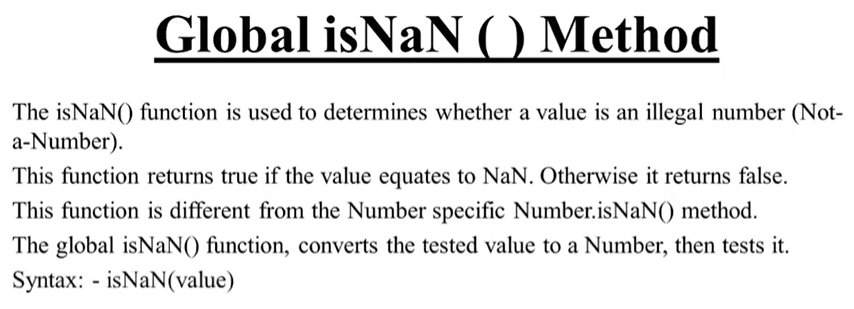 Global isNaN ( ) Method
The isNaN() function is used to determines whether a value is an illegal number (Not-
a-Number).
This function returns true if the value equates to NaN. Otherwise it returns false.
This function is different from the Number specific Number.isNaN() method.
The global isNaN() function, converts the tested value to a Number, then tests it.
Syntax: - isNaN(value)